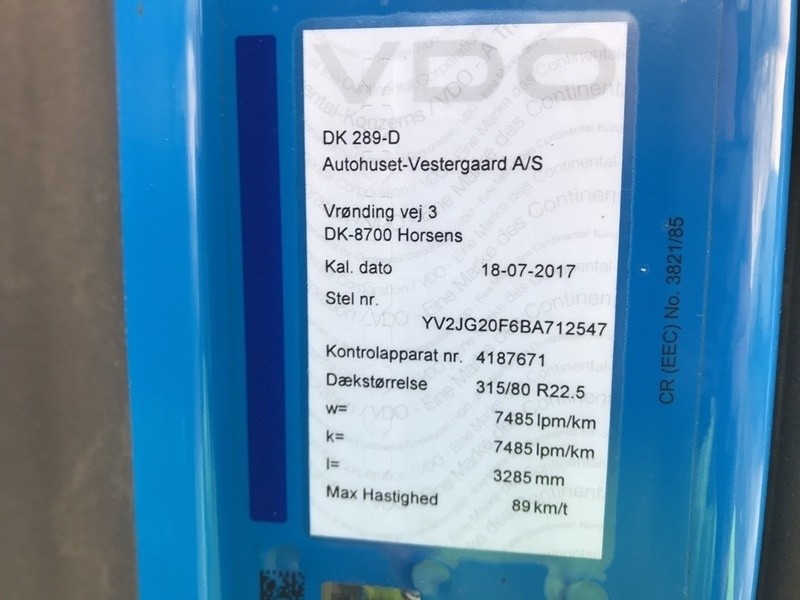 VDO
DK 289-D
Autohuset-Vestergaard A/S
Vrønding vej 3
DK-8700 Horsens
Kal. dato 18-07-2017
Stel nr.
YV2JG20F6BA712547
Kontrolapparat nr. 4187671
Dækstørrelse 315/80 R22.5
w= 7485 lpm/km
k= 7485 lpm/km
l= 3285 mm
Max Hastighed 89 km/t
CR (EEC) No. 3821/85